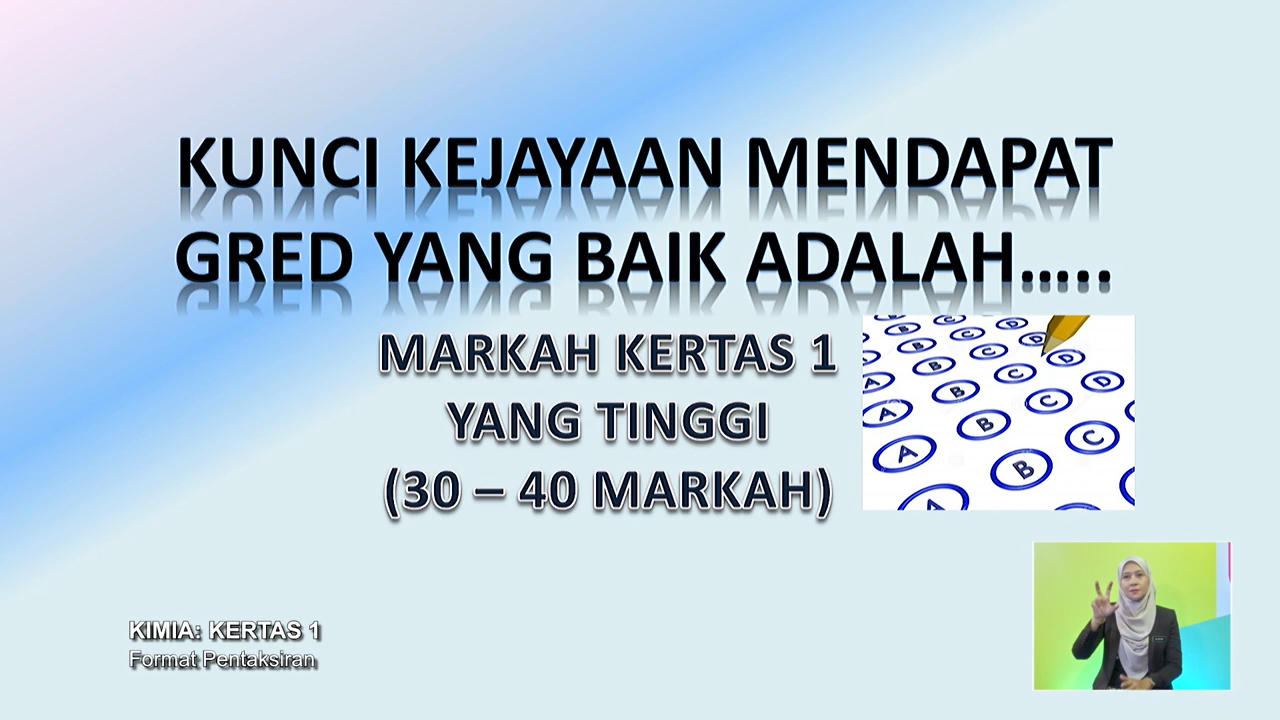 KUNCI KEJAYAAN MENDAPAT
GRED YANG BAIK ADALAH.....
MARKAH KERTAS 1
YANG TINGGI
(30 – 40 MARKAH)
B C D
B C D
A B C D
A B C
A B C
A
KIMIA: KERTAS 1
Format Pentaksiran